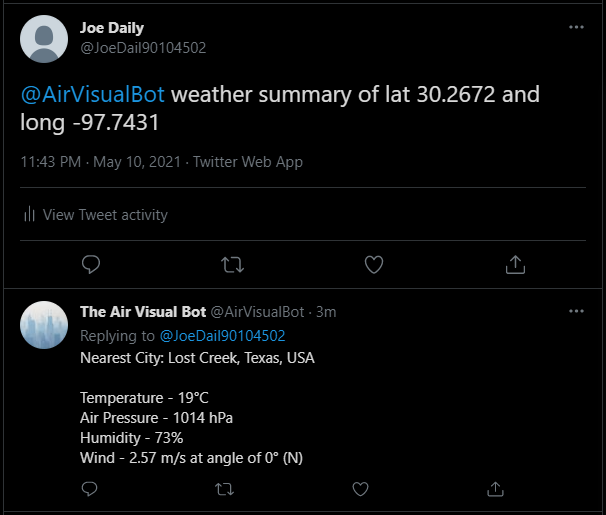 Joe Daily
@JoeDail90104502
@AirVisualBot weather summary of lat 30.2672 and
long -97.7431
11:43 PM · May 10, 2021 · Twitter Web App
View Tweet activity
The Air Visual Bot @AirVisualBot · 3m
Replying to @JoeDail90104502
Nearest City: Lost Creek, Texas, USA
Temperature - 19°C
Air Pressure - 1014 hPa
Humidity - 73%
Wind - 2.57 m/s at angle of 0° (N)